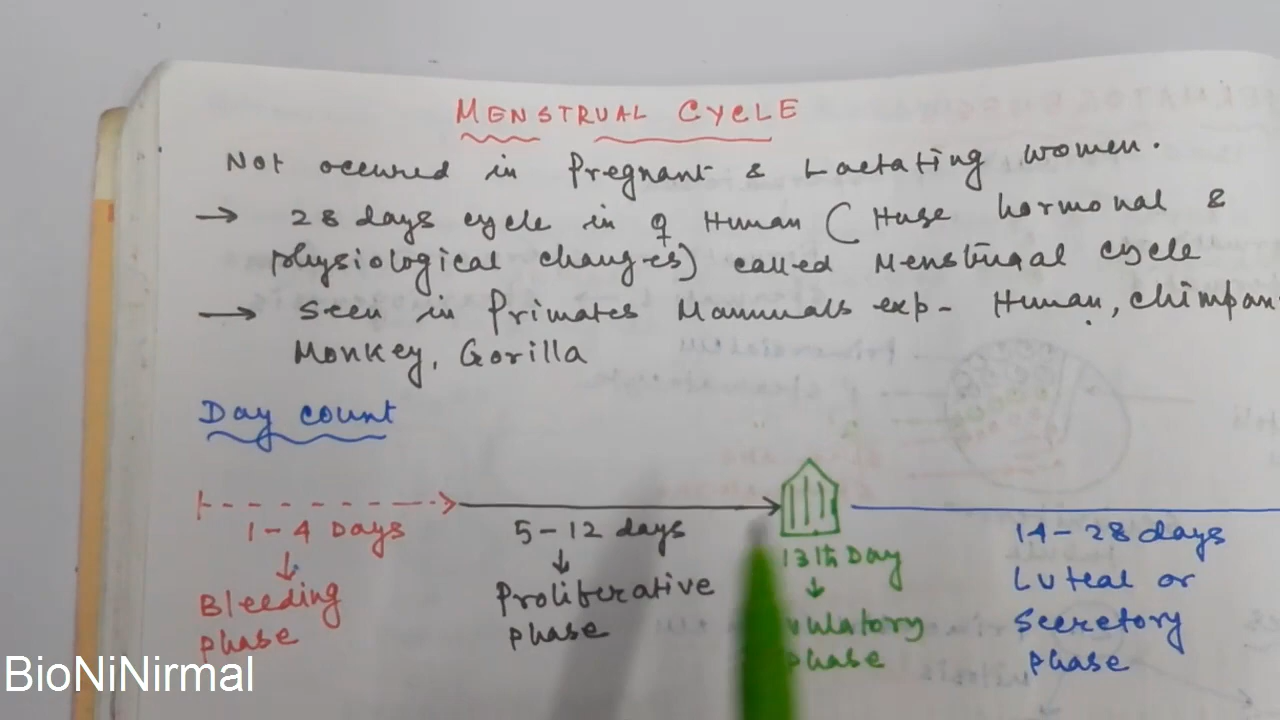 MENSTRUAL CYCLE
Not occured in Pregnant & Lactating women.
→ 28 days cycle in ♀ Human ( Huge hormonal &
physiological changes) called Menstrual cycle
→ seen in Primates Mammals exp- Human, chimpan
Monkey, Gorilla
Day count
1-4 Days
5-12 days
13th Day
14-28 days
↓ Bleeding phase
↓ Proliferative phase
↓ vulatory phase
Luteal or Secretory phase
BioNiNirmal